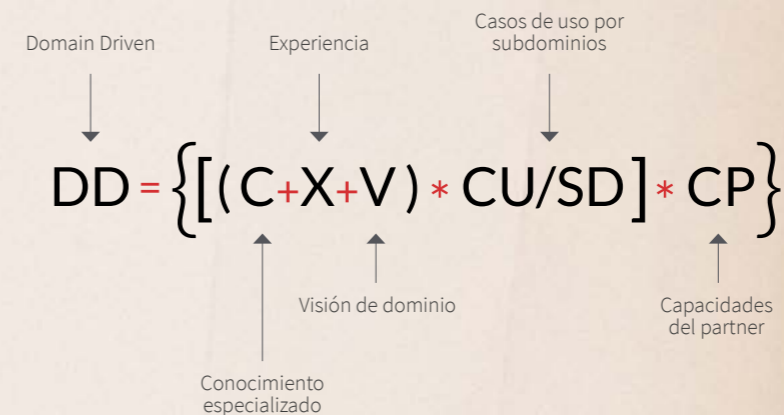 Domain Driven
Experiencia
Casos de uso por
subdominios
DD = {[(C+X+V) * CU/SD] * CP}
Visión de dominio
Capacidades
del partner
Conocimiento
especializado